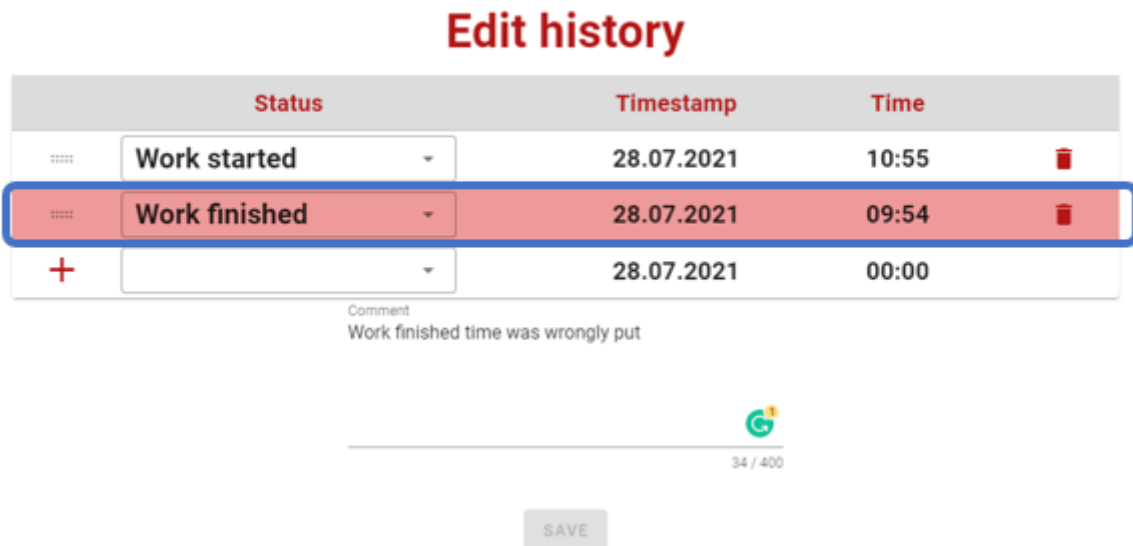 Edit history
Status Timestamp Time
Work started 28.07.2021 10:55
Work finished 28.07.2021 09:54
28.07.2021 00:00
Comment
Work finished time was wrongly put
1
34 / 400
SAVE